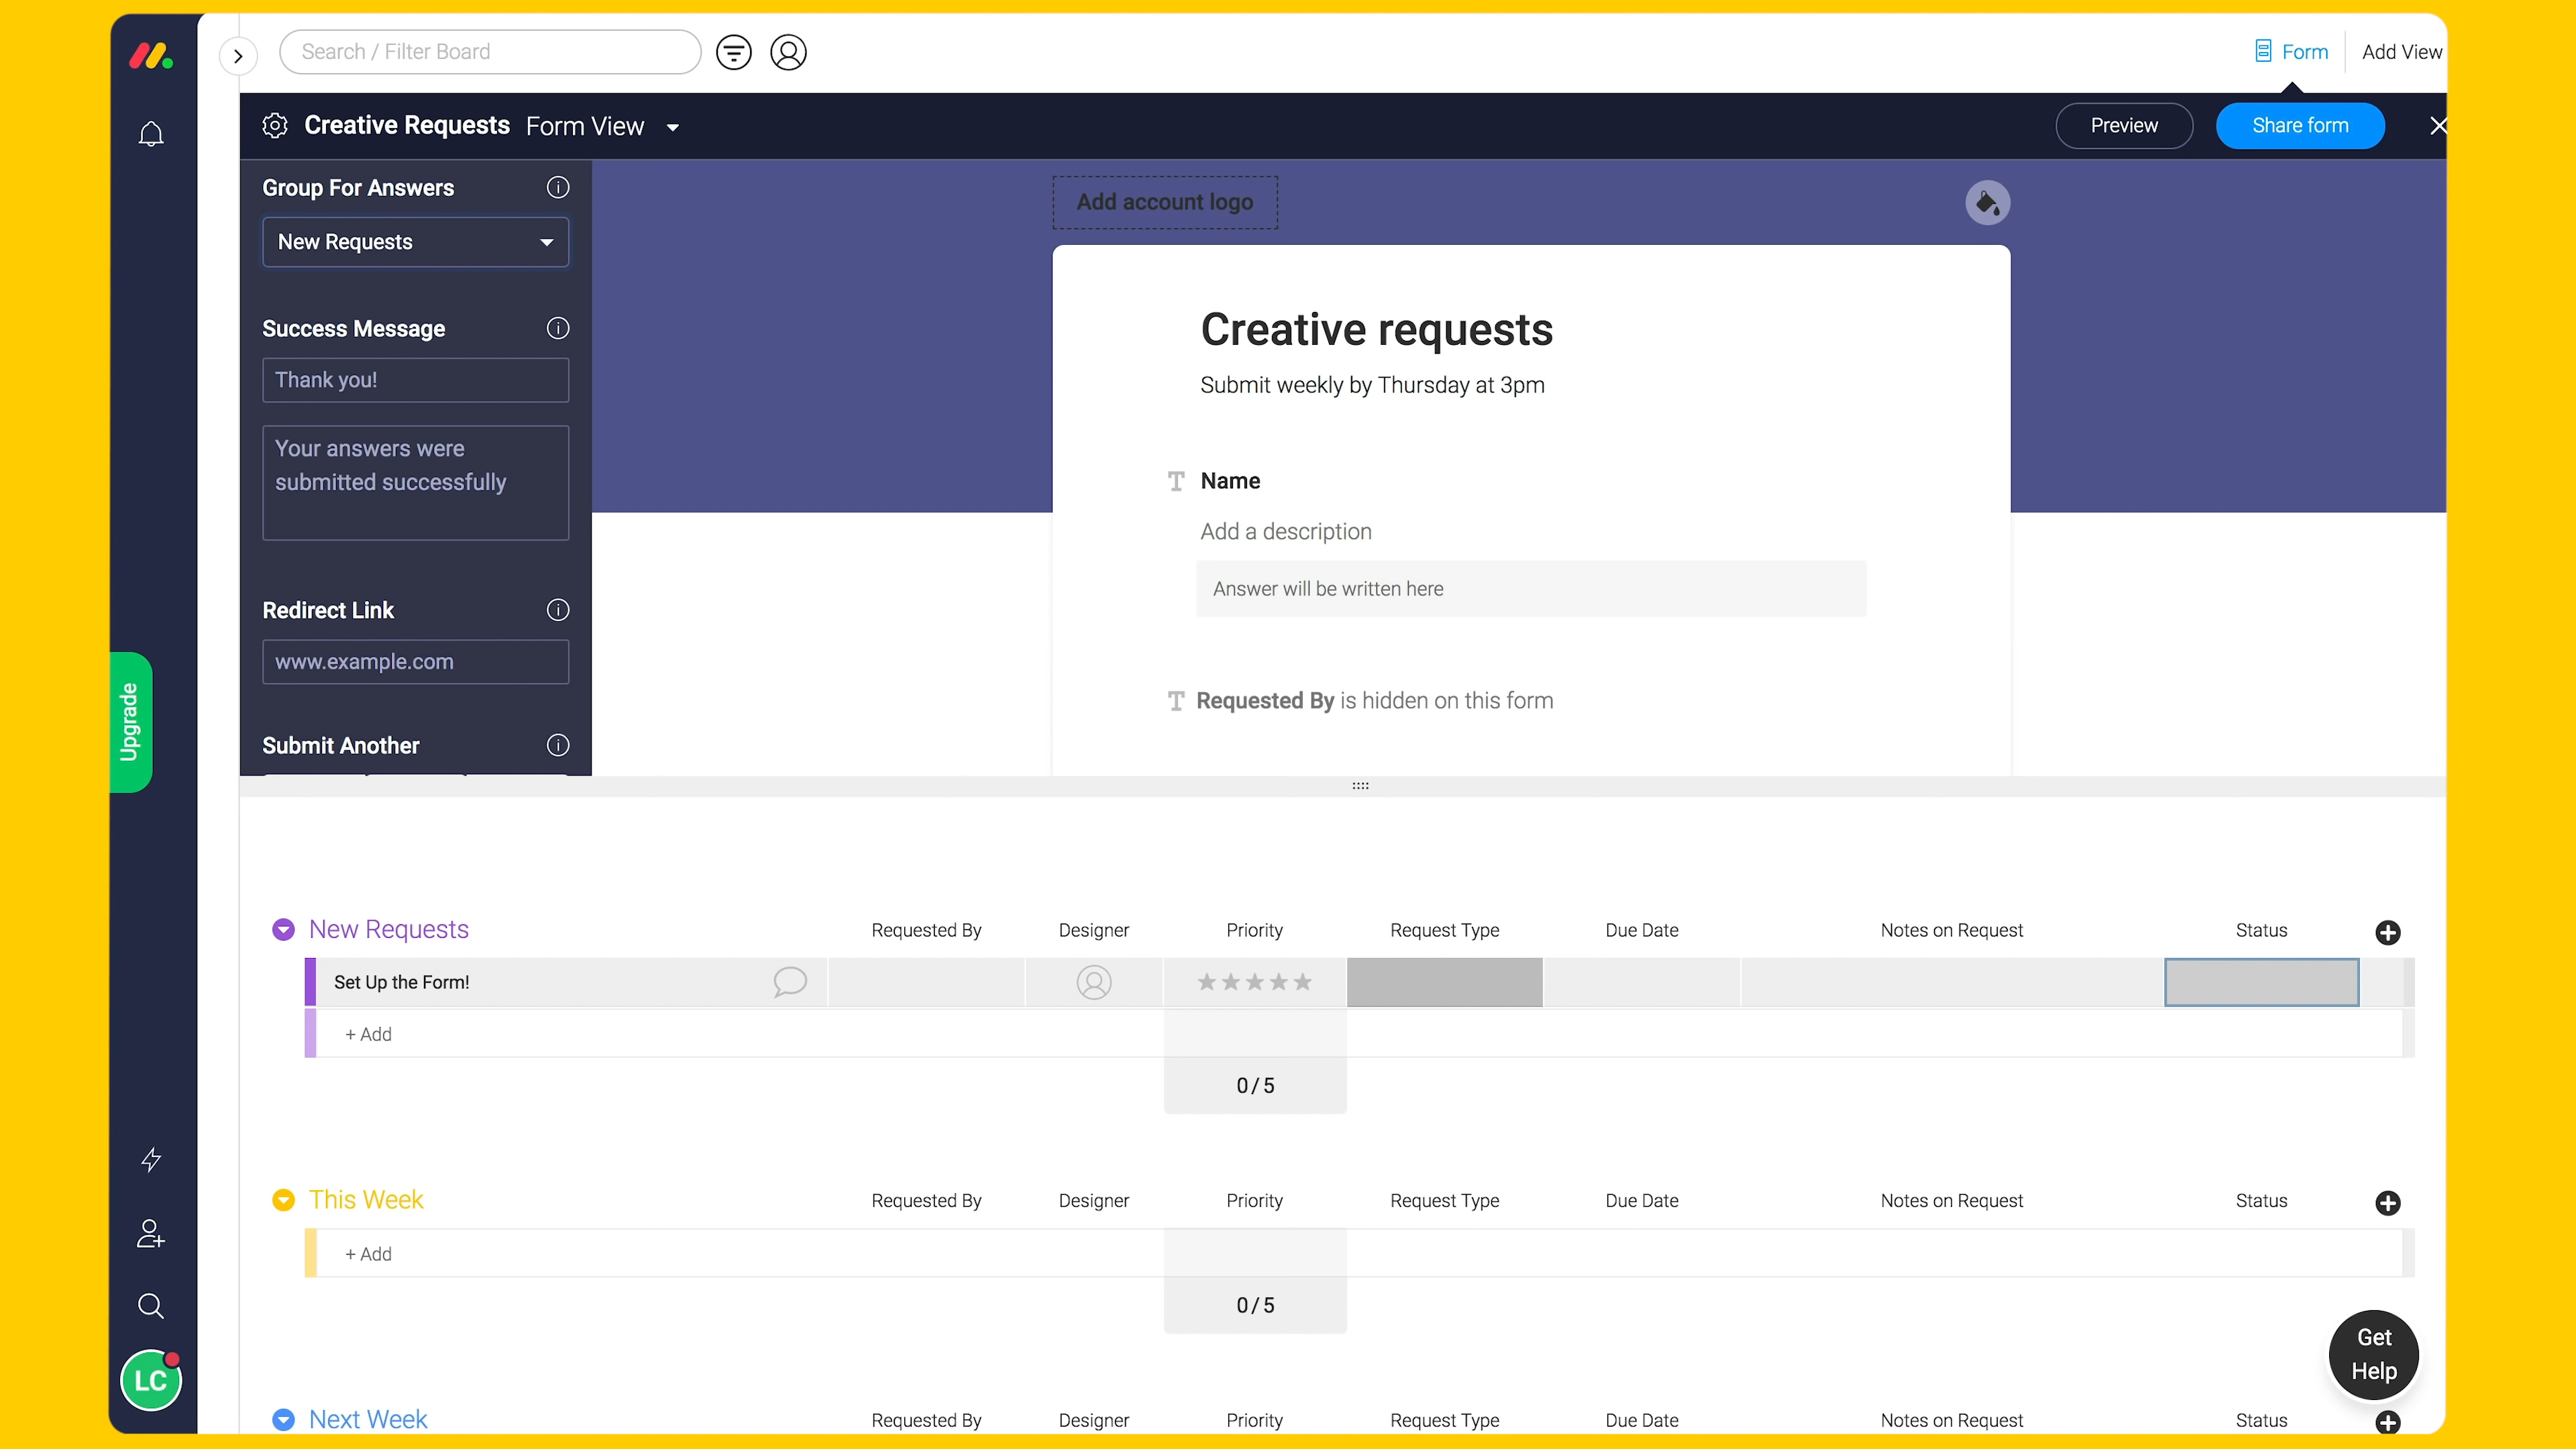 Search / Filter Board
Form
Add View
Creative Requests Form View
Preview
Share form
Group For Answers
New Requests
Success Message
Thank you!
Your answers were
submitted successfully
Redirect Link
www.example.com
Submit Another
Add account logo
Creative requests
Submit weekly by Thursday at 3pm
Name
Add a description
Answer will be written here
Requested By is hidden on this form
Upgrade
New Requests Requested By Designer Priority Request Type Due Date Notes on Request Status
Set Up the Form!
+ Add
0 / 5
This Week Requested By Designer Priority Request Type Due Date Notes on Request Status
+ Add
0 / 5
Get
Help
LC
Next Week Requested By Designer Priority Request Type Due Date Notes on Request Status